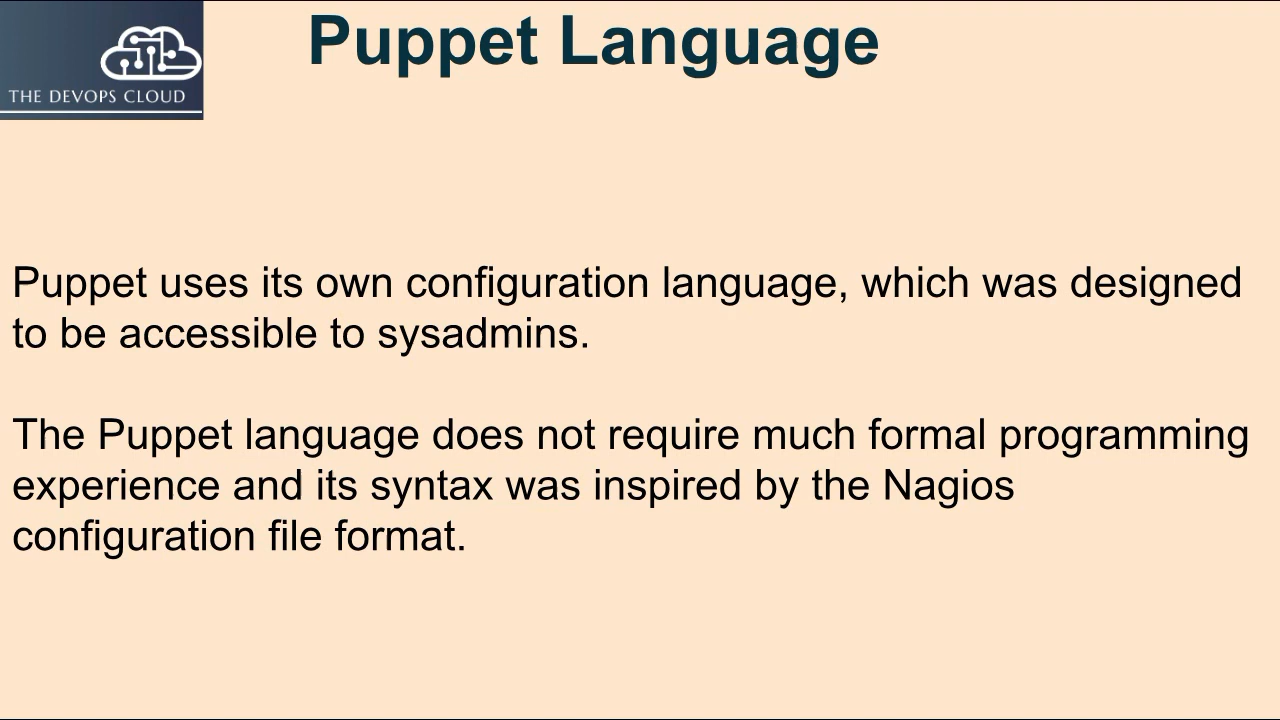 Puppet Language
THE DEVOPS CLOUD
Puppet uses its own configuration language, which was designed
to be accessible to sysadmins.
The Puppet language does not require much formal programming
experience and its syntax was inspired by the Nagios
configuration file format.